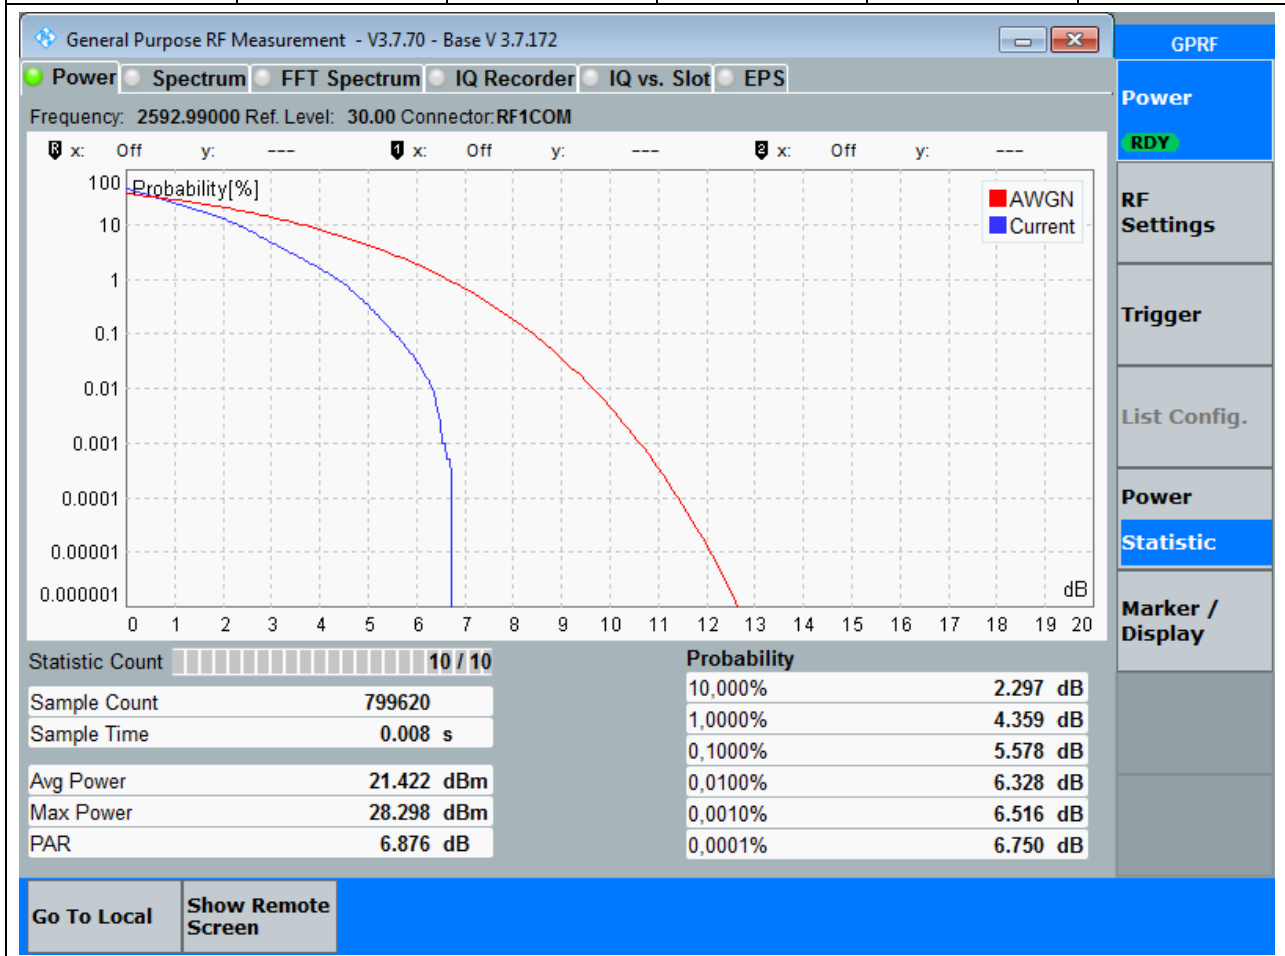 General Purpose RF Measurement - V3.7.70 - Base V 3.7.172
GPRF
Power Spectrum FFT Spectrum IQ Recorder IQ vs. Slot EPS
Frequency: 2592.99000 Ref. Level: 30.00 Connector:RF1COM
R x: Off y: --- 1 x: Off y: --- 2 x: Off y: ---
Probability[%]
AWGN
Current
100
10
1
0.1
0.01
0.001
0.0001
0.00001
0.000001
dB
0 1 2 3 4 5 6 7 8 9 10 11 12 13 14 15 16 17 18 19 20
Statistic Count 10 / 10
Sample Count 799620
Sample Time 0.008 s
Avg Power 21.422 dBm
Max Power 28.298 dBm
PAR 6.876 dB
Probability
10,000% 2.297 dB
1,0000% 4.359 dB
0,1000% 5.578 dB
0,0100% 6.328 dB
0,0010% 6.516 dB
0,0001% 6.750 dB
Power
RDY
RF
Settings
Trigger
List Config.
Power
Statistic
Marker /
Display
Go To Local
Show Remote
Screen